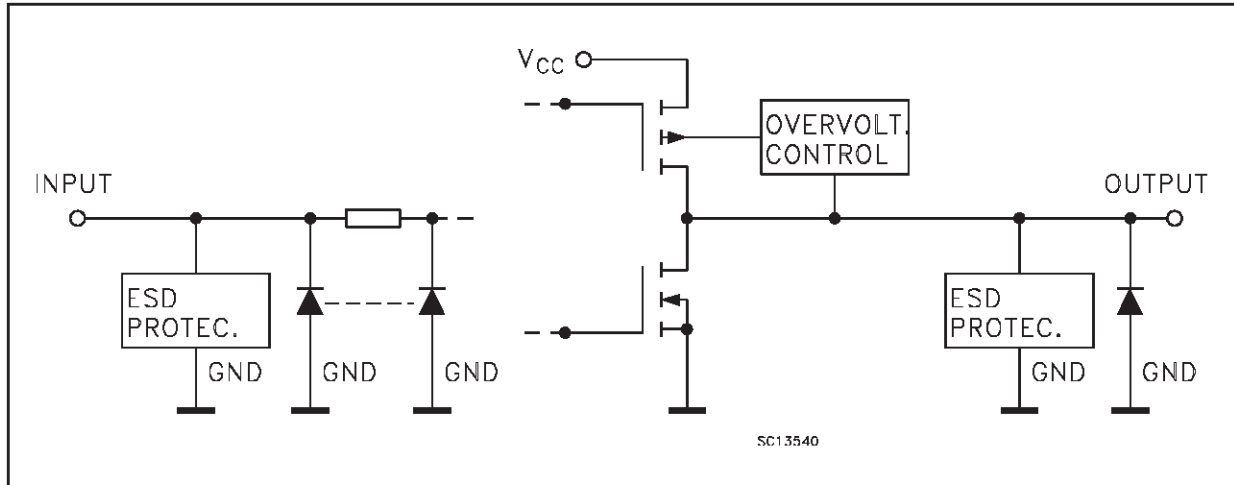 VCC
OVERVOLT.
CONTROL
INPUT
OUTPUT
ESD
PROTEC.
ESD
PROTEC.
GND
GND
GND
GND
GND
SC13540